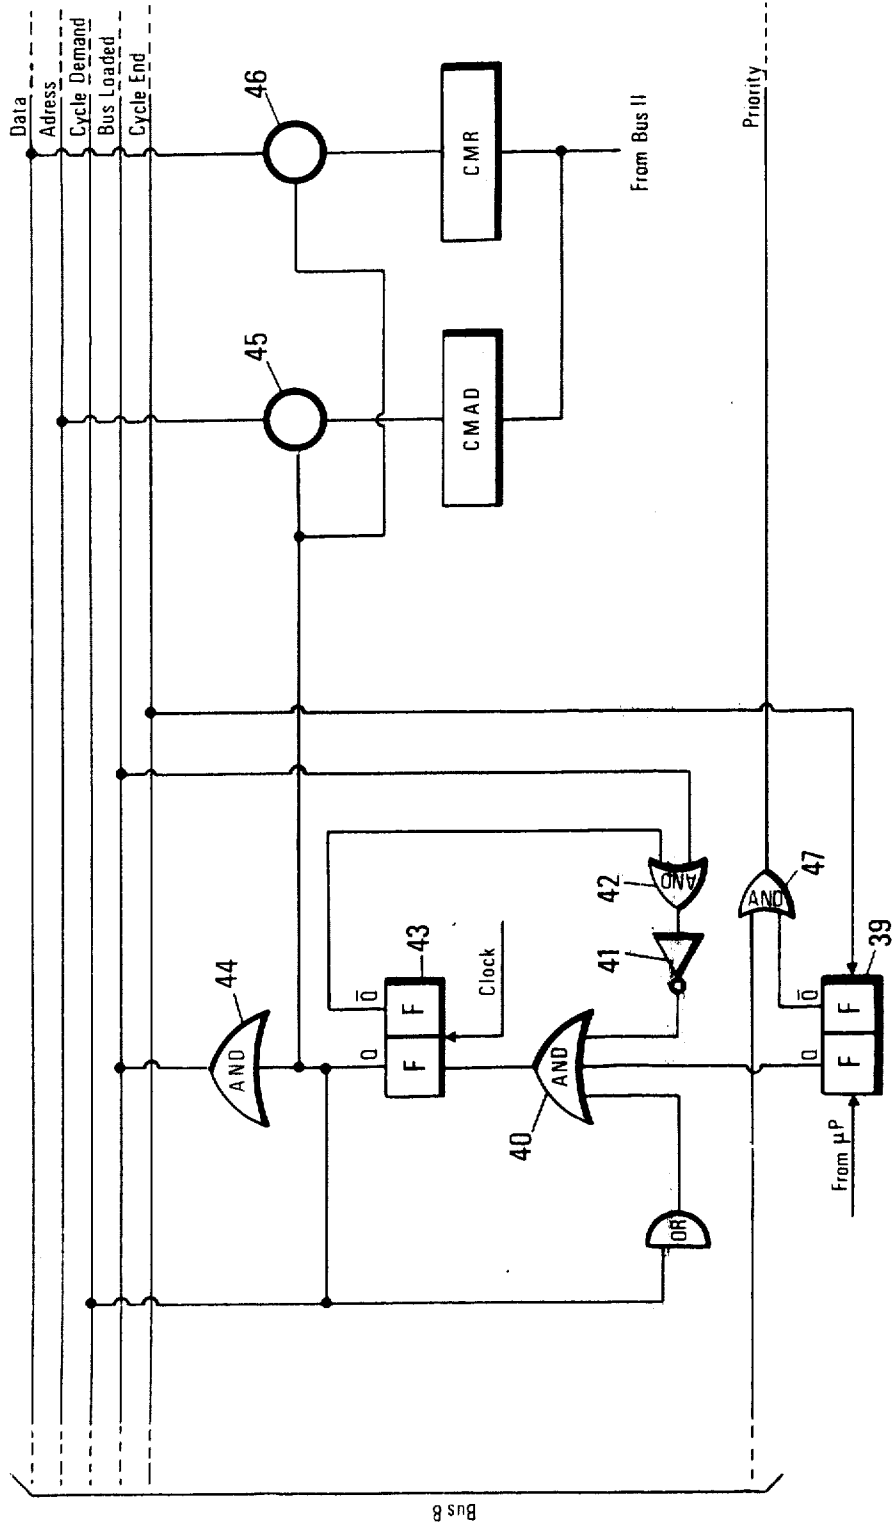 Data
Adress
Cycle Demand
Bus Loaded
Cycle End
46
45
CMR
CMAD
From Bus II
Priority
44
AND
Q
Q̅
F
F
43
Clock
AND
40
41
42
AND
OR
AND
47
Q
Q̅
F
F
39
From µP
Bus 8